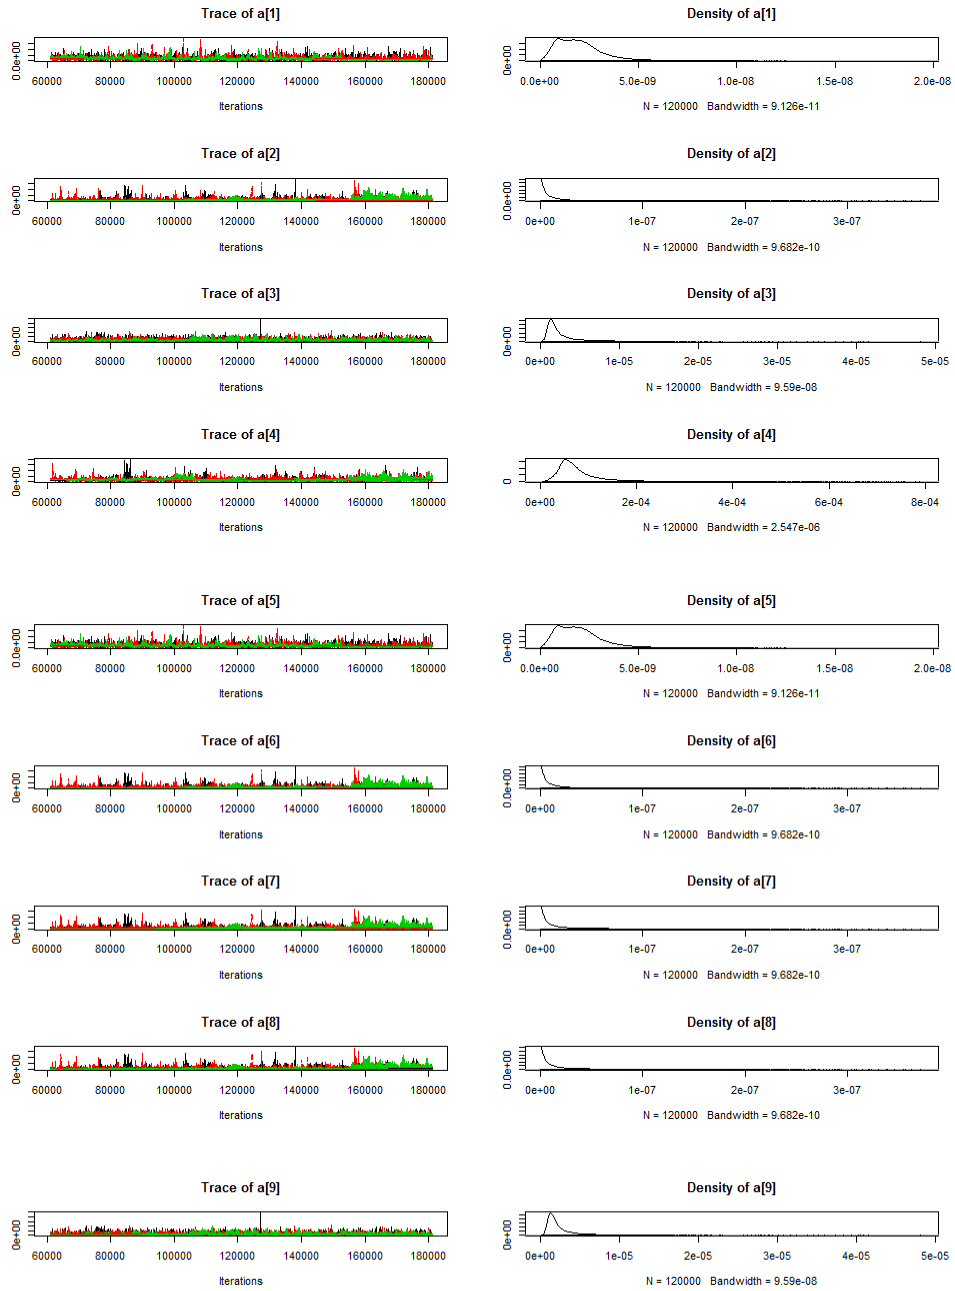 Trace of a[1]
0.0e+00
60000 80000 100000 120000 140000 160000 180000
Iterations
Density of a[1]
0e+00
0.0e+00 5.0e-09 1.0e-08 1.5e-08 2.0e-08
N = 120000 Bandwidth = 9.126e-11
Trace of a[2]
0e+00
60000 80000 100000 120000 140000 160000 180000
Iterations
Density of a[2]
0.0e+00
0e+00 1e-07 2e-07 3e-07
N = 120000 Bandwidth = 9.682e-10
Trace of a[3]
0e+00
60000 80000 100000 120000 140000 160000 180000
Iterations
Density of a[3]
0e+00
0e+00 1e-05 2e-05 3e-05 4e-05 5e-05
N = 120000 Bandwidth = 9.59e-08
Trace of a[4]
0e+00
60000 80000 100000 120000 140000 160000 180000
Iterations
Density of a[4]
0
0e+00 2e-04 4e-04 6e-04 8e-04
N = 120000 Bandwidth = 2.547e-06
Trace of a[5]
0.0e+00
60000 80000 100000 120000 140000 160000 180000
Iterations
Density of a[5]
0e+00
0.0e+00 5.0e-09 1.0e-08 1.5e-08 2.0e-08
N = 120000 Bandwidth = 9.126e-11
Trace of a[6]
0e+00
60000 80000 100000 120000 140000 160000 180000
Iterations
Density of a[6]
0.0e+00
0e+00 1e-07 2e-07 3e-07
N = 120000 Bandwidth = 9.682e-10
Trace of a[7]
0e+00
60000 80000 100000 120000 140000 160000 180000
Iterations
Density of a[7]
0.0e+00
0e+00 1e-07 2e-07 3e-07
N = 120000 Bandwidth = 9.682e-10
Trace of a[8]
0e+00
60000 80000 100000 120000 140000 160000 180000
Iterations
Density of a[8]
0.0e+00
0e+00 1e-07 2e-07 3e-07
N = 120000 Bandwidth = 9.682e-10
Trace of a[9]
0e+00
60000 80000 100000 120000 140000 160000 180000
Iterations
Density of a[9]
0e+00
0e+00 1e-05 2e-05 3e-05 4e-05 5e-05
N = 120000 Bandwidth = 9.59e-08